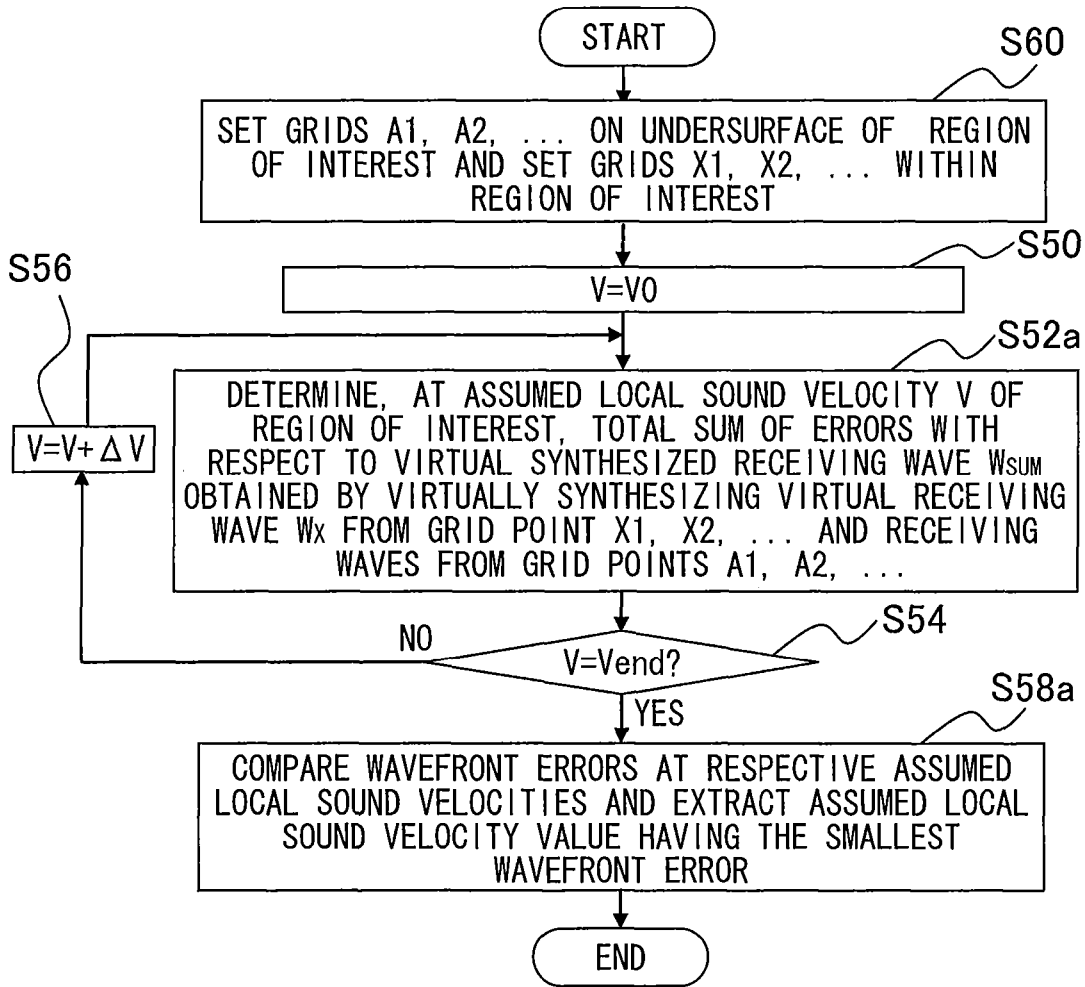 START
S60
SET GRIDS A1, A2, ... ON UNDERSURFACE OF REGION
OF INTEREST AND SET GRIDS X1, X2, ... WITHIN
REGION OF INTEREST
S50
V=V0
S56
V=V+ΔV
S52a
DETERMINE, AT ASSUMED LOCAL SOUND VELOCITY V OF
REGION OF INTEREST, TOTAL SUM OF ERRORS WITH
RESPECT TO VIRTUAL SYNTHESIZED RECEIVING WAVE WSUM
OBTAINED BY VIRTUALLY SYNTHESIZING VIRTUAL RECEIVING
WAVE WX FROM GRID POINT X1, X2, ... AND RECEIVING
WAVES FROM GRID POINTS A1, A2, ...
S54
NO
V=Vend?
YES
S58a
COMPARE WAVEFRONT ERRORS AT RESPECTIVE ASSUMED
LOCAL SOUND VELOCITIES AND EXTRACT ASSUMED LOCAL
SOUND VELOCITY VALUE HAVING THE SMALLEST
WAVEFRONT ERROR
END